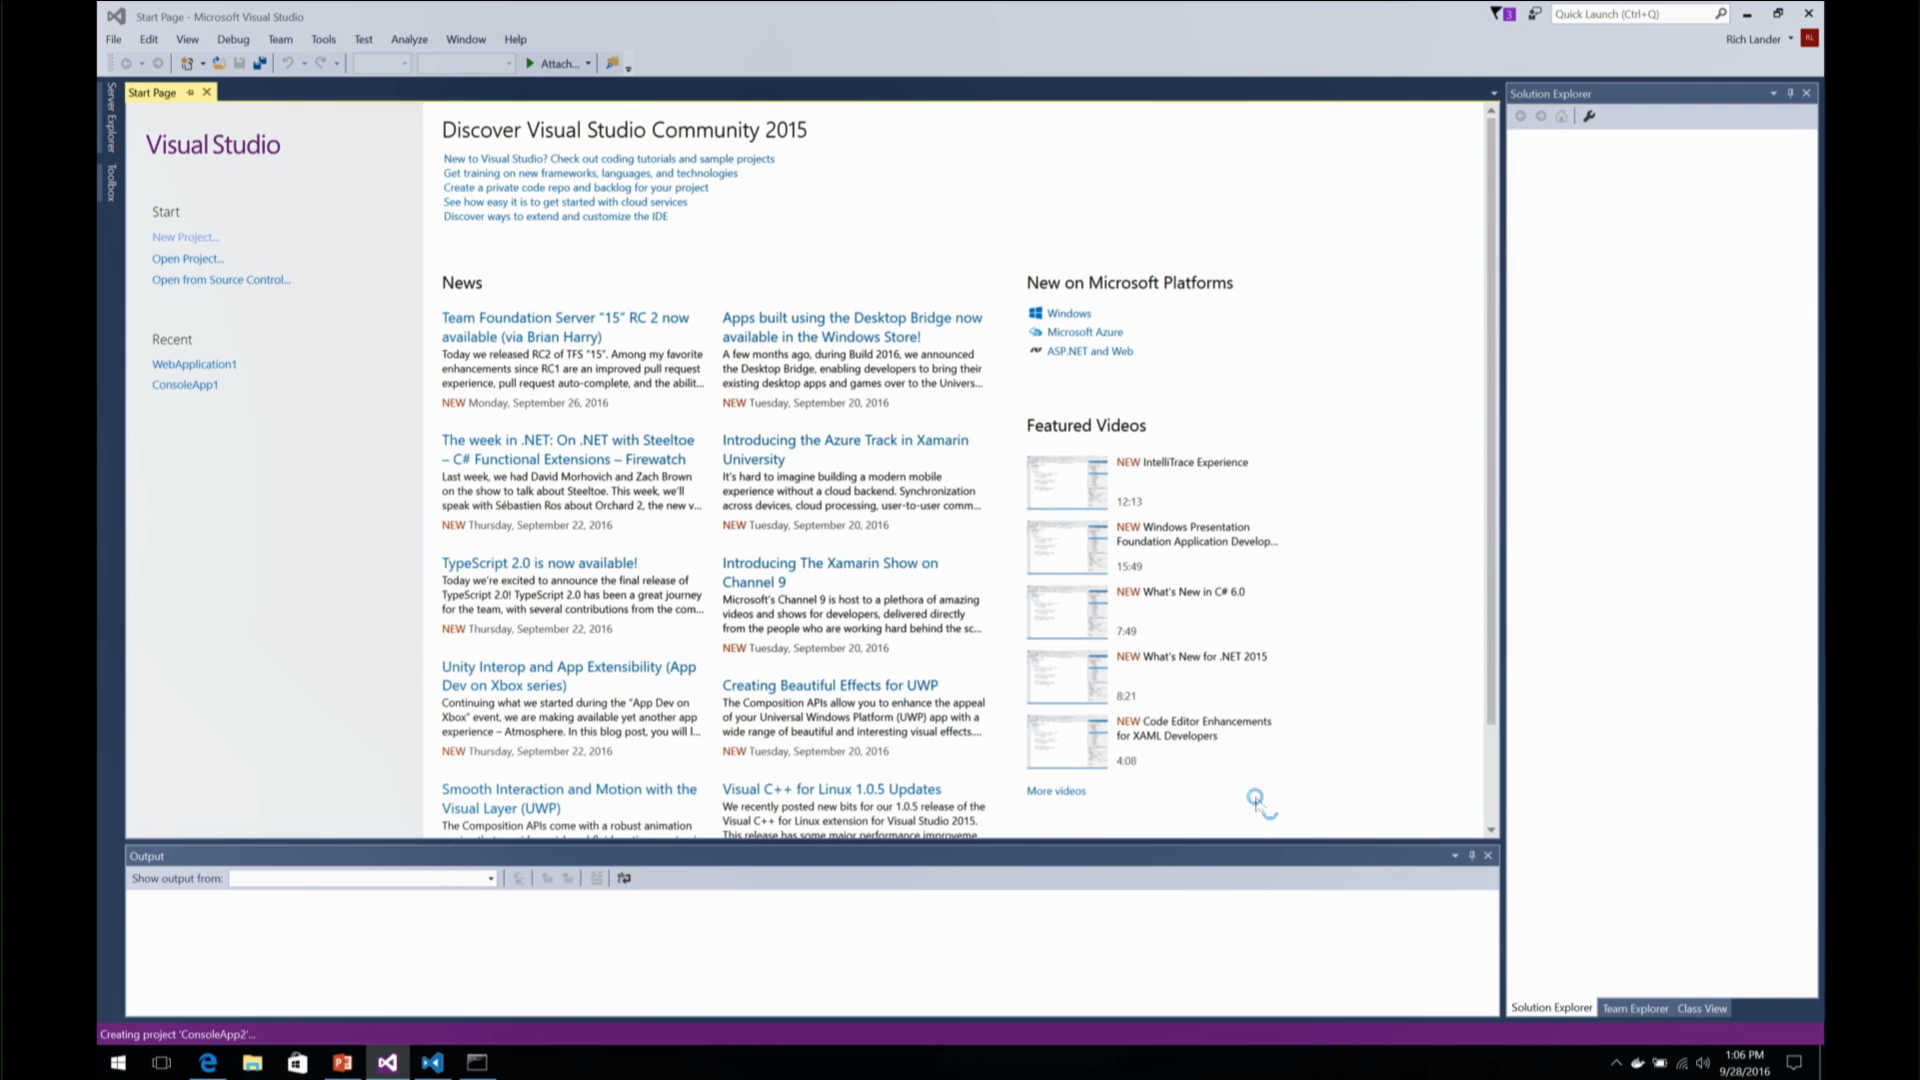 Start Page - Microsoft Visual Studio
3
Quick Launch (Ctrl+Q)
File Edit View Debug Team Tools Test Analyze Window Help
Rich Lander
RL
Attach...
Server Explorer
Toolbox
Start Page
Visual Studio
Start
New Project...
Open Project...
Open from Source Control...
Recent
WebApplication1
ConsoleApp1
Discover Visual Studio Community 2015
New to Visual Studio? Check out coding tutorials and sample projects
Get training on new frameworks, languages, and technologies
Create a private code repo and backlog for your project
See how easy it is to get started with cloud services
Discover ways to extend and customize the IDE
News
Team Foundation Server "15" RC 2 now
available (via Brian Harry)
Today we released RC2 of TFS "15". Among my favorite
enhancements since RC1 are an improved pull request
experience, pull request auto-complete, and the abilit...
NEW Monday, September 26, 2016
The week in .NET: On .NET with Steeltoe
– C# Functional Extensions – Firewatch
Last week, we had David Morhovich and Zach Brown
on the show to talk about Steeltoe. This week, we'll
speak with Sébastien Ros about Orchard 2, the new v...
NEW Thursday, September 22, 2016
TypeScript 2.0 is now available!
Today we're excited to announce the final release of
TypeScript 2.0! TypeScript 2.0 has been a great journey
for the team, with several contributions from the com...
NEW Thursday, September 22, 2016
Unity Interop and App Extensibility (App
Dev on Xbox series)
Continuing what we started during the "App Dev on
Xbox" event, we are making available yet another app
experience – Atmosphere. In this blog post, you will l...
NEW Thursday, September 22, 2016
Smooth Interaction and Motion with the
Visual Layer (UWP)
The Composition APIs come with a robust animation
Apps built using the Desktop Bridge now
available in the Windows Store!
A few months ago, during Build 2016, we announced
the Desktop Bridge, enabling developers to bring their
existing desktop apps and games over to the Univers...
NEW Tuesday, September 20, 2016
Introducing the Azure Track in Xamarin
University
It's hard to imagine building a modern mobile
experience without a cloud backend. Synchronization
across devices, cloud processing, user-to-user comm...
NEW Tuesday, September 20, 2016
Introducing The Xamarin Show on
Channel 9
Microsoft's Channel 9 is host to a plethora of amazing
videos and shows for developers, delivered directly
from the people who are working hard behind the sc...
NEW Tuesday, September 20, 2016
Creating Beautiful Effects for UWP
The Composition APIs allow you to enhance the appeal
of your Universal Windows Platform (UWP) app with a
wide range of beautiful and interesting visual effects....
NEW Tuesday, September 20, 2016
Visual C++ for Linux 1.0.5 Updates
We recently posted new bits for our 1.0.5 release of the
Visual C++ for Linux extension for Visual Studio 2015.
This release has some major performance improveme
New on Microsoft Platforms
Windows
Microsoft Azure
ASP.NET and Web
Featured Videos
NEW IntelliTrace Experience
12:13
NEW Windows Presentation
Foundation Application Develop...
15:49
NEW What's New in C# 6.0
7:49
NEW What's New for .NET 2015
8:21
NEW Code Editor Enhancements
for XAML Developers
4:08
More videos
Solution Explorer
Output
Show output from:
Solution Explorer Team Explorer Class View
Creating project 'ConsoleApp2'...
1:06 PM
9/28/2016